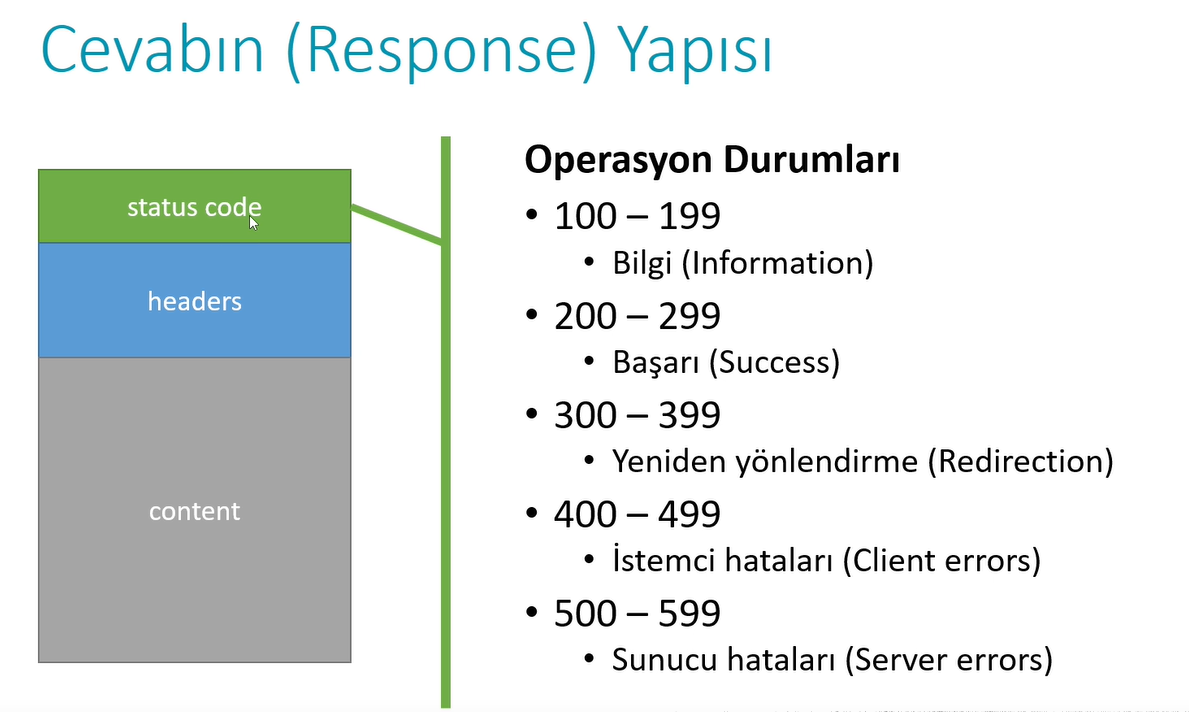 Cevabın (Response) Yapısı
status code
headers
content
Operasyon Durumları
• 100 – 199
• Bilgi (Information)
• 200 – 299
• Başarı (Success)
• 300 – 399
• Yeniden yönlendirme (Redirection)
• 400 – 499
• İstemci hataları (Client errors)
• 500 – 599
• Sunucu hataları (Server errors)